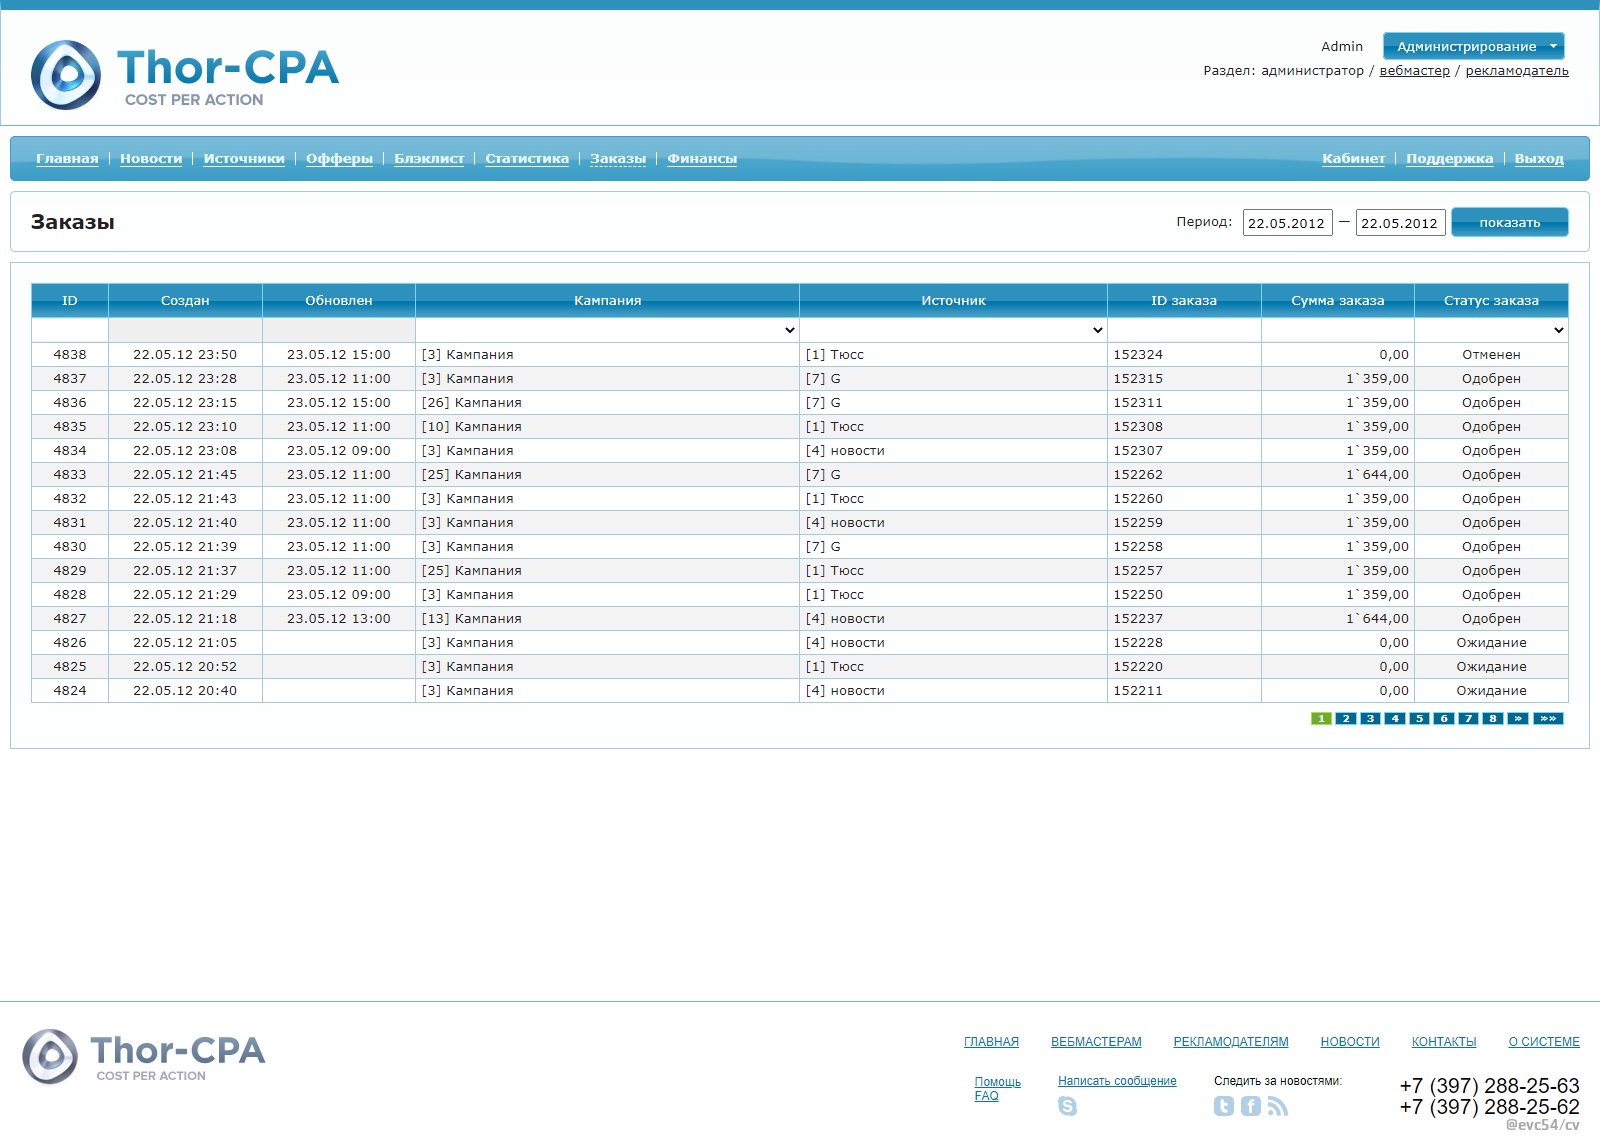 Thor-CPA
COST PER ACTION
Admin Администрирование
Раздел: администратор / вебмастер / рекламодатель
Главная Новости Источники Офферы Блэклист Статистика Заказы Финансы Кабинет Поддержка Выход
Заказы Период: 22.05.2012 — 22.05.2012 показать
ID Создан Обновлен Кампания Источник ID заказа Сумма заказа Статус заказа
4838 22.05.12 23:50 23.05.12 15:00 [3] Кампания [1] Тюсс 152324 0,00 Отменен
4837 22.05.12 23:28 23.05.12 11:00 [3] Кампания [7] G 152315 1`359,00 Одобрен
4836 22.05.12 23:15 23.05.12 15:00 [26] Кампания [7] G 152311 1`359,00 Одобрен
4835 22.05.12 23:10 23.05.12 11:00 [10] Кампания [1] Тюсс 152308 1`359,00 Одобрен
4834 22.05.12 23:08 23.05.12 09:00 [3] Кампания [4] новости 152307 1`359,00 Одобрен
4833 22.05.12 21:45 23.05.12 11:00 [25] Кампания [7] G 152262 1`644,00 Одобрен
4832 22.05.12 21:43 23.05.12 11:00 [3] Кампания [1] Тюсс 152260 1`359,00 Одобрен
4831 22.05.12 21:40 23.05.12 11:00 [3] Кампания [4] новости 152259 1`359,00 Одобрен
4830 22.05.12 21:39 23.05.12 11:00 [3] Кампания [7] G 152258 1`359,00 Одобрен
4829 22.05.12 21:37 23.05.12 11:00 [25] Кампания [1] Тюсс 152257 1`359,00 Одобрен
4828 22.05.12 21:29 23.05.12 09:00 [3] Кампания [1] Тюсс 152250 1`359,00 Одобрен
4827 22.05.12 21:18 23.05.12 13:00 [13] Кампания [4] новости 152237 1`644,00 Одобрен
4826 22.05.12 21:05 [3] Кампания [4] новости 152228 0,00 Ожидание
4825 22.05.12 20:52 [3] Кампания [1] Тюсс 152220 0,00 Ожидание
4824 22.05.12 20:40 [3] Кампания [4] новости 152211 0,00 Ожидание
1 2 3 4 5 6 7 8 » »»
Thor-CPA
COST PER ACTION
ГЛАВНАЯ ВЕБМАСТЕРАМ РЕКЛАМОДАТЕЛЯМ НОВОСТИ КОНТАКТЫ О СИСТЕМЕ
Помощь Написать сообщение Следить за новостями: +7 (397) 288-25-63
FAQ +7 (397) 288-25-62
@evc54/cv